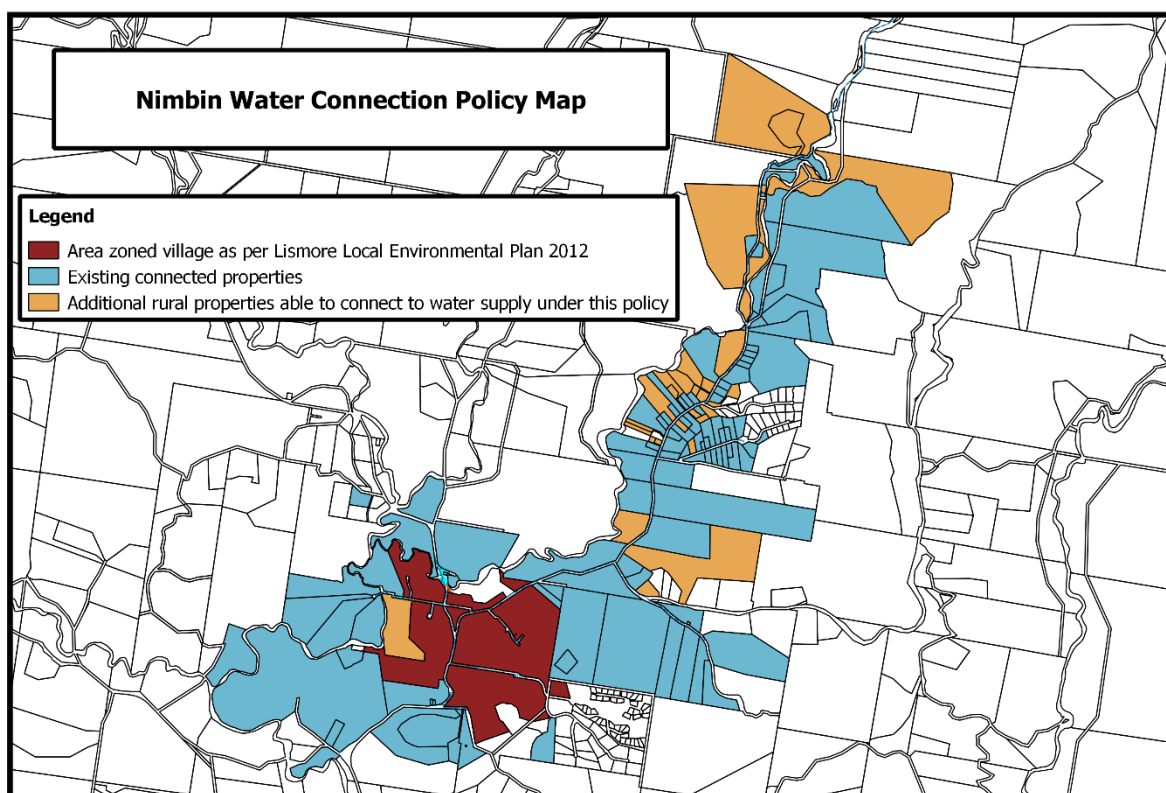 Nimbin Water Connection Policy Map
Legend
Area zoned village as per Lismore Local Environmental Plan 2012
Existing connected properties
Additional rural properties able to connect to water supply under this policy